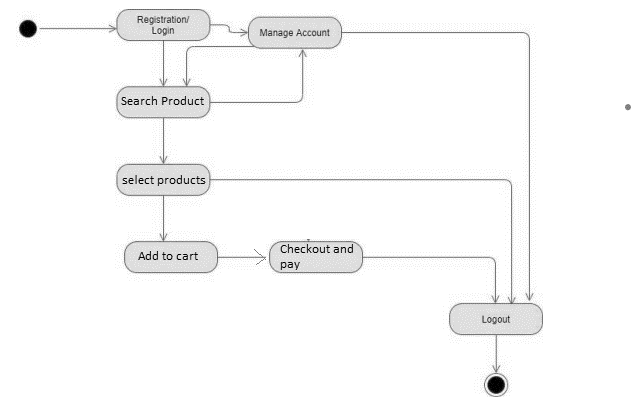 Registration/
Login
Manage Account
Search Product
select products
Add to cart
Checkout and
pay
Logout